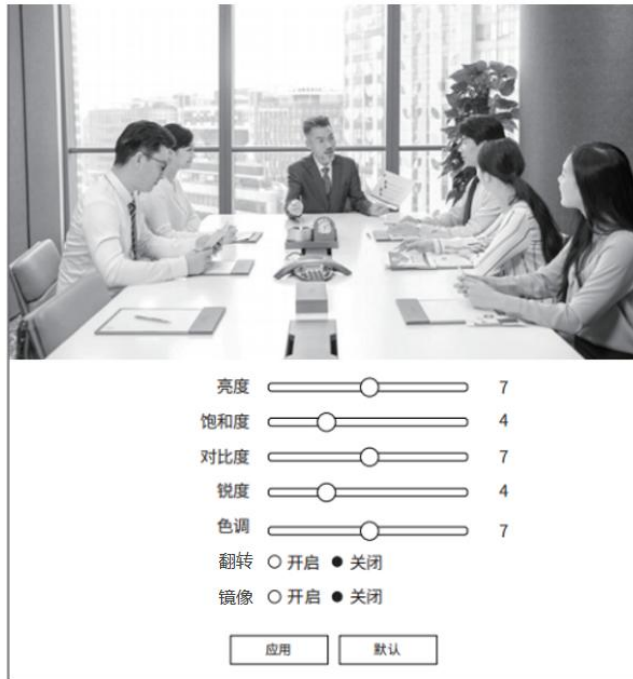 亮度 7
饱和度 4
对比度 7
锐度 4
色调 7
翻转 开启 关闭
镜像 开启 关闭
应用 默认